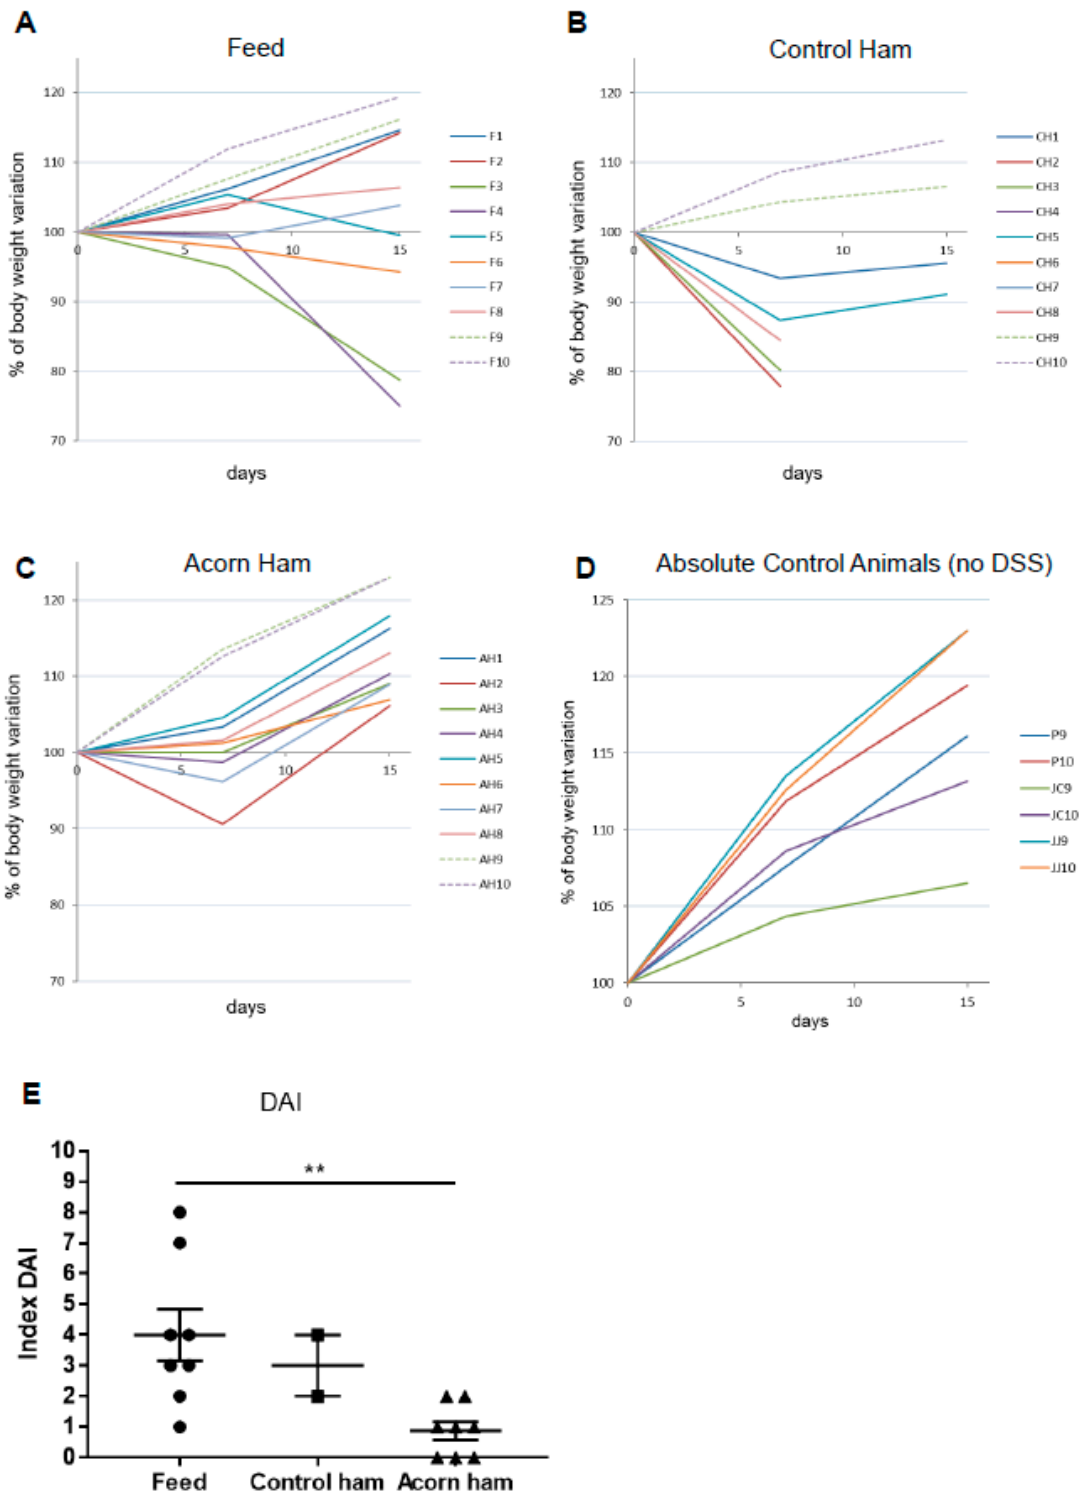 A
Feed
% of body weight variation
120
110
100
90
80
70
0
5
10
15
days
F1
F2
F3
F4
F5
F6
F7
F8
F9
F10
B
Control Ham
% of body weight variation
120
110
100
90
80
70
0
5
10
15
days
CH1
CH2
CH3
CH4
CH5
CH6
CH7
CH8
CH9
CH10
C
Acorn Ham
% of body weight variation
120
110
100
90
80
70
0
5
10
15
days
AH1
AH2
AH3
AH4
AH5
AH6
AH7
AH8
AH9
AH10
D
Absolute Control Animals (no DSS)
% of body weight variation
125
120
115
110
105
100
0
5
10
15
days
P9
P10
JC9
JC10
JJ9
JJ10
E
DAI
Index DAI
10
9
8
7
6
5
4
3
2
1
0
**
Feed
Control ham
Acorn ham